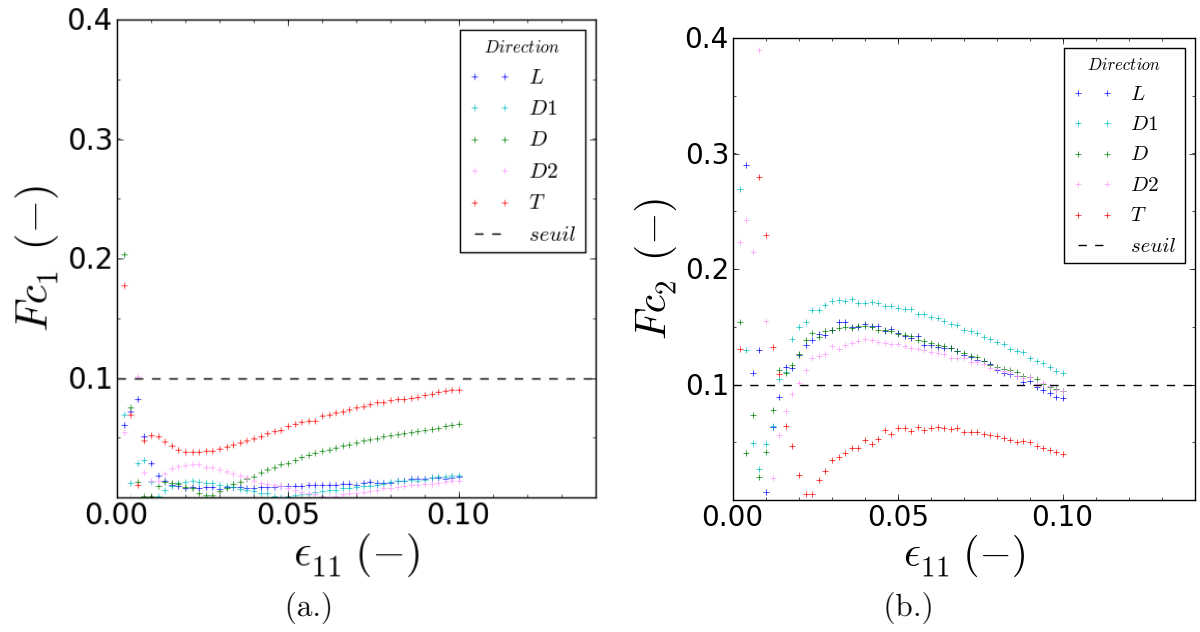 0.4
0.3
0.2
0.1
0.00
0.05
0.10
Fc₁ (−)
ϵ₁₁ (−)
Direction
L
D1
D
D2
T
seuil
(a.)
0.4
0.3
0.2
0.1
0.00
0.05
0.10
Fc₂ (−)
ϵ₁₁ (−)
Direction
L
D1
D
D2
T
seuil
(b.)